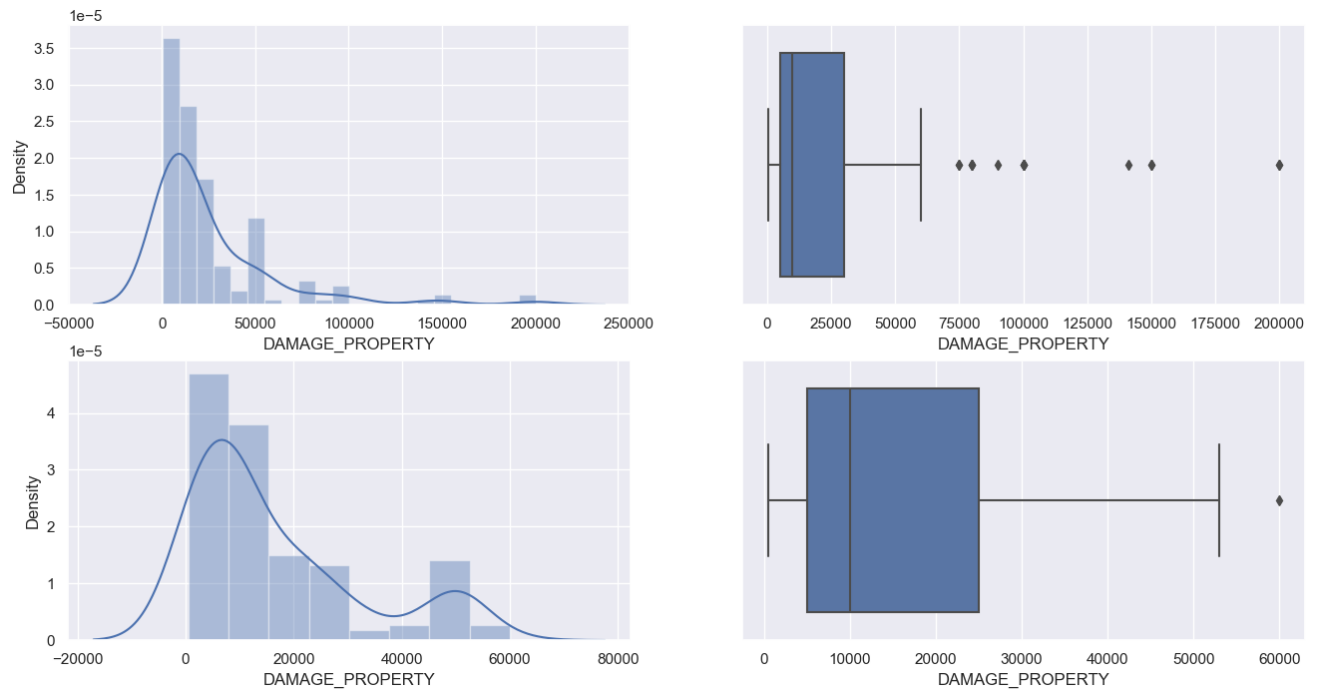 1e−5
3.5
3.0
2.5
2.0
1.5
1.0
0.5
0.0
Density
−50000 0 50000 100000 150000 200000 250000
DAMAGE_PROPERTY
0 25000 50000 75000 100000 125000 150000 175000 200000
DAMAGE_PROPERTY
1e−5
4
3
2
1
0
Density
−20000 0 20000 40000 60000 80000
DAMAGE_PROPERTY
0 10000 20000 30000 40000 50000 60000
DAMAGE_PROPERTY